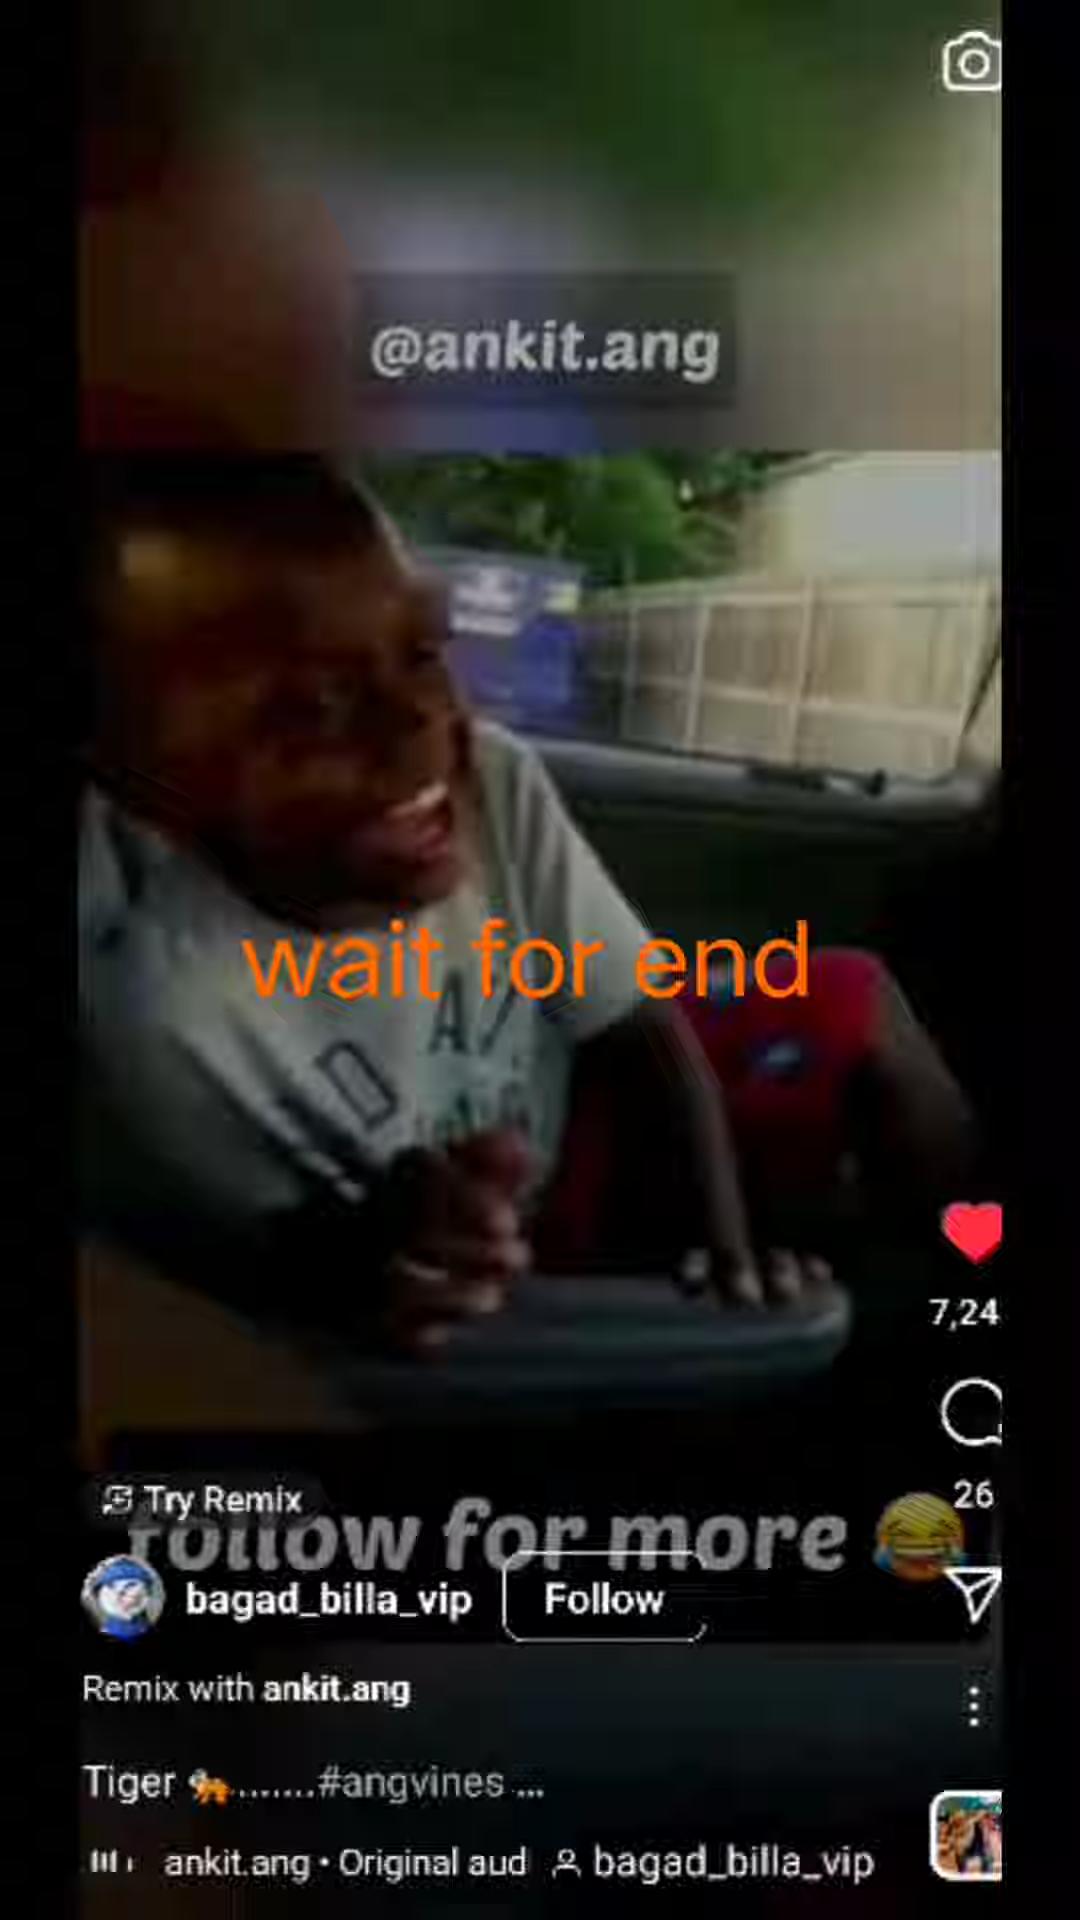 @ankit.ang
wait for end
7,24
26
Try Remix
follow for more 😂
bagad_billa_vip
Follow
Remix with ankit.ang
Tiger 🐅........#angvines ...
ankit.ang • Original aud bagad_billa_vip